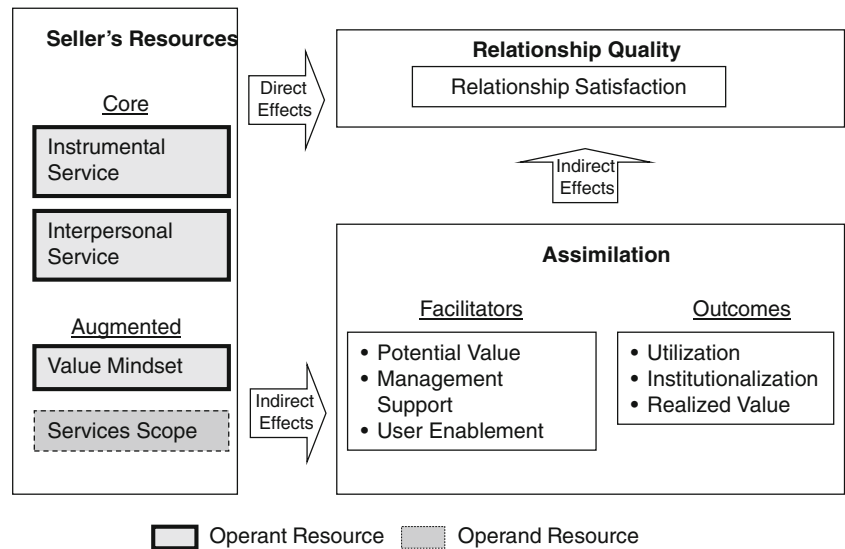 Seller's Resources
Core
Instrumental
Service
Interpersonal
Service
Augmented
Value Mindset
Services Scope
Direct
Effects
Indirect
Effects
Relationship Quality
Relationship Satisfaction
Indirect
Effects
Assimilation
Facilitators
• Potential Value
• Management
Support
• User Enablement
Outcomes
• Utilization
• Institutionalization
• Realized Value
Operant Resource
Operand Resource